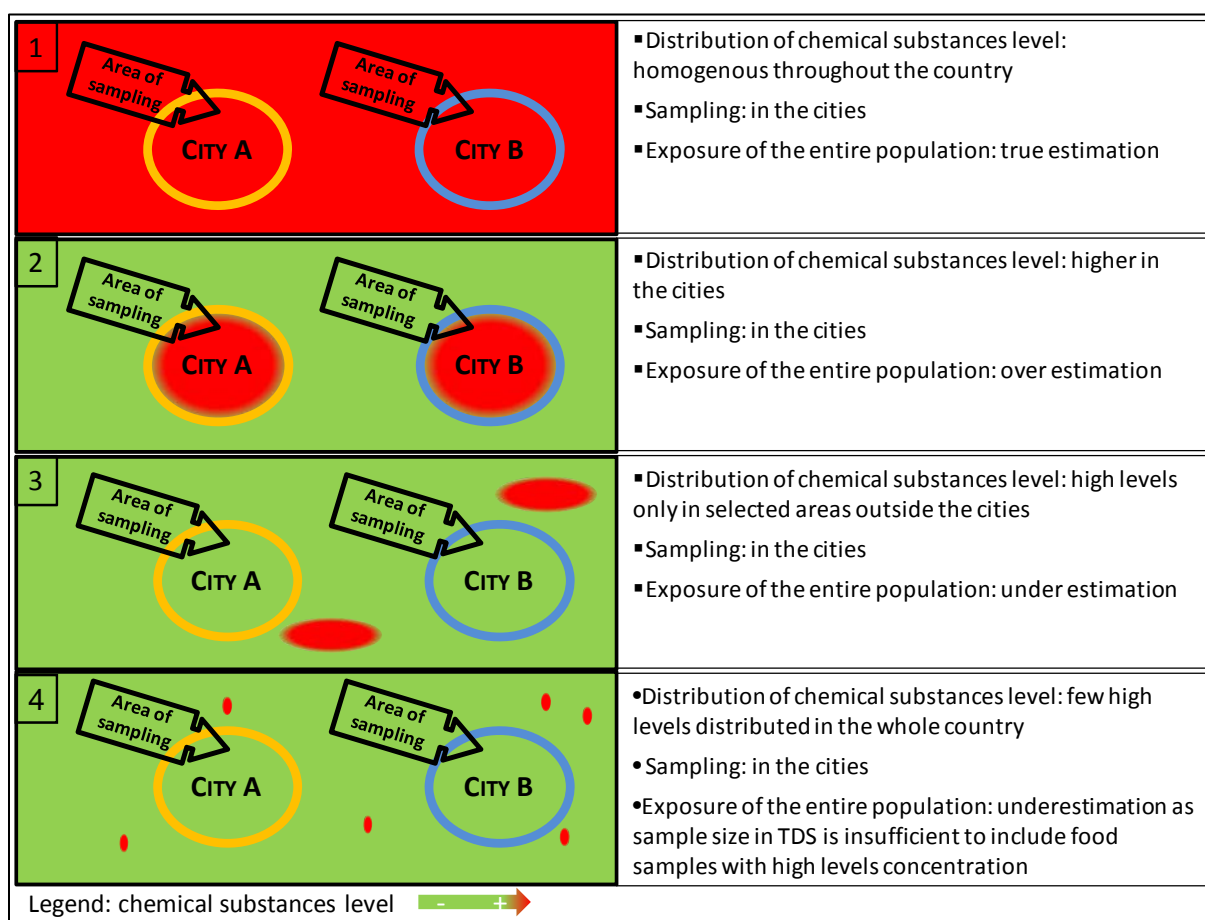 1
Area of
sampling
CITY A
Area of
sampling
CITY B
▪Distribution of chemical substances level:
homogenous throughout the country
▪Sampling: in the cities
▪Exposure of the entire population: true estimation
2
Area of
sampling
CITY A
Area of
sampling
CITY B
▪Distribution of chemical substances level: higher in
the cities
▪Sampling: in the cities
▪Exposure of the entire population: over estimation
3
Area of
sampling
CITY A
Area of
sampling
CITY B
▪Distribution of chemical substances level: high levels
only in selected areas outside the cities
▪Sampling: in the cities
▪Exposure of the entire population: under estimation
4
Area of
sampling
CITY A
Area of
sampling
CITY B
•Distribution of chemical substances level: few high
levels distributed in the whole country
•Sampling: in the cities
•Exposure of the entire population: underestimation as
sample size in TDS is insufficient to include food
samples with high levels concentration
Legend: chemical substances level - +